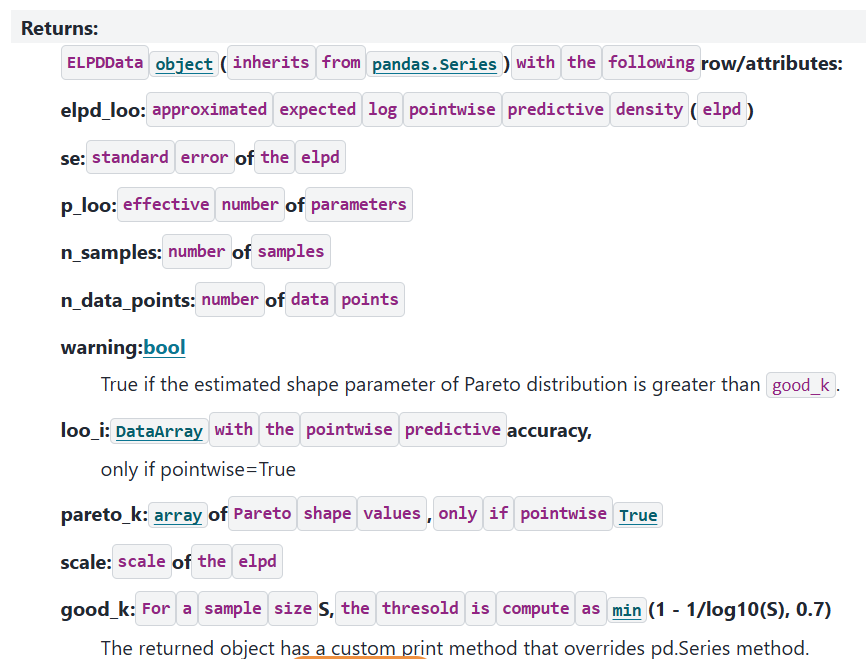 Returns:
ELPDData object (inherits from pandas.Series) with the following row/attributes:
elpd_loo: approximated expected log pointwise predictive density (elpd)
se: standard error of the elpd
p_loo: effective number of parameters
n_samples: number of samples
n_data_points: number of data points
warning:bool
True if the estimated shape parameter of Pareto distribution is greater than good_k.
loo_i: DataArray with the pointwise predictive accuracy,
only if pointwise=True
pareto_k: array of Pareto shape values, only if pointwise True
scale: scale of the elpd
good_k: For a sample size S, the thresold is compute as min(1 - 1/log10(S), 0.7)
The returned object has a custom print method that overrides pd.Series method.